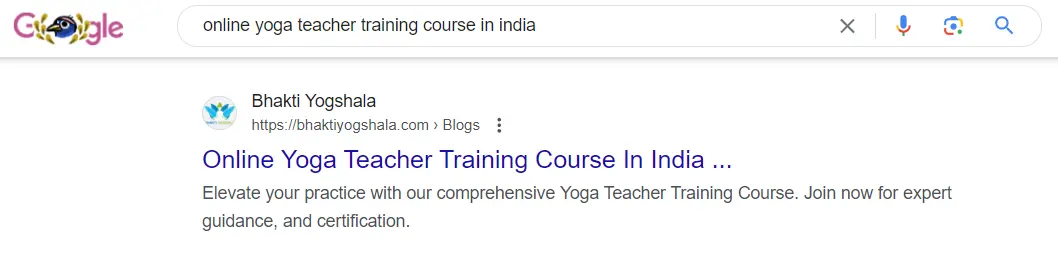 Google
online yoga teacher training course in india
Bhakti Yogshala
https://bhaktiyogshala.com › Blogs
Online Yoga Teacher Training Course In India ...
Elevate your practice with our comprehensive Yoga Teacher Training Course. Join now for expert
guidance, and certification.